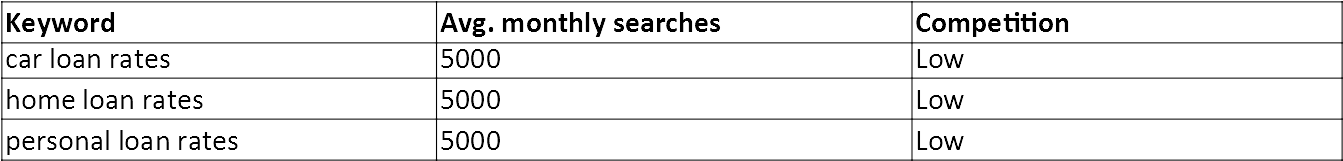 Keyword Avg. monthly searches Competition
car loan rates 5000 Low
home loan rates 5000 Low
personal loan rates 5000 Low